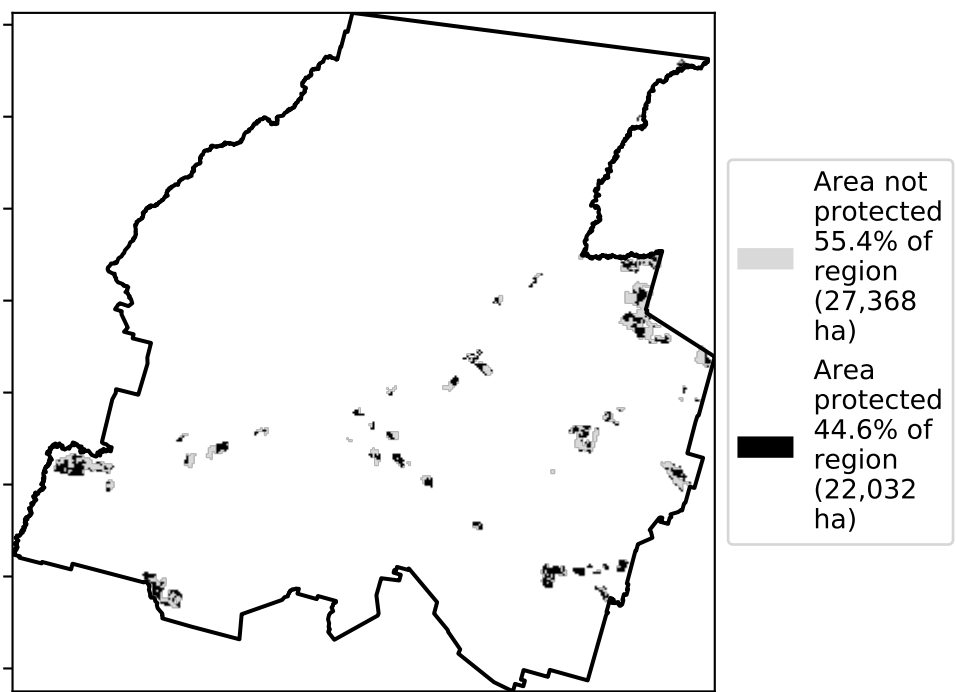 Area not
protected
55.4% of
region
(27,368
ha)
Area
protected
44.6% of
region
(22,032
ha)